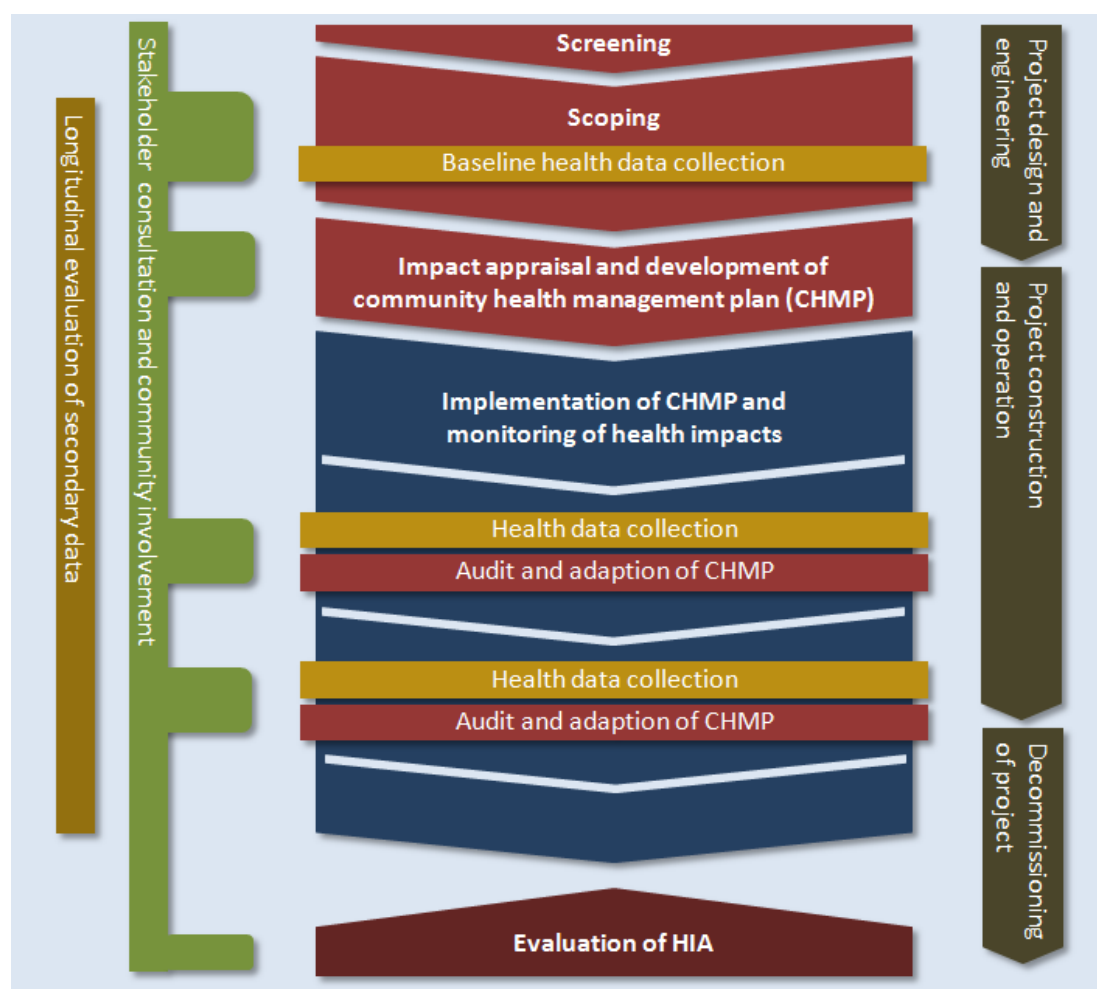 Longitudinal evaluation of secondary data
Stakeholder consultation and community involvement
Screening
Scoping
Baseline health data collection
Impact appraisal and development of
community health management plan (CHMP)
Implementation of CHMP and
monitoring of health impacts
Health data collection
Audit and adaption of CHMP
Health data collection
Audit and adaption of CHMP
Evaluation of HIA
Project design and
engineering
Project construction
and operation
Decommissioning
of project